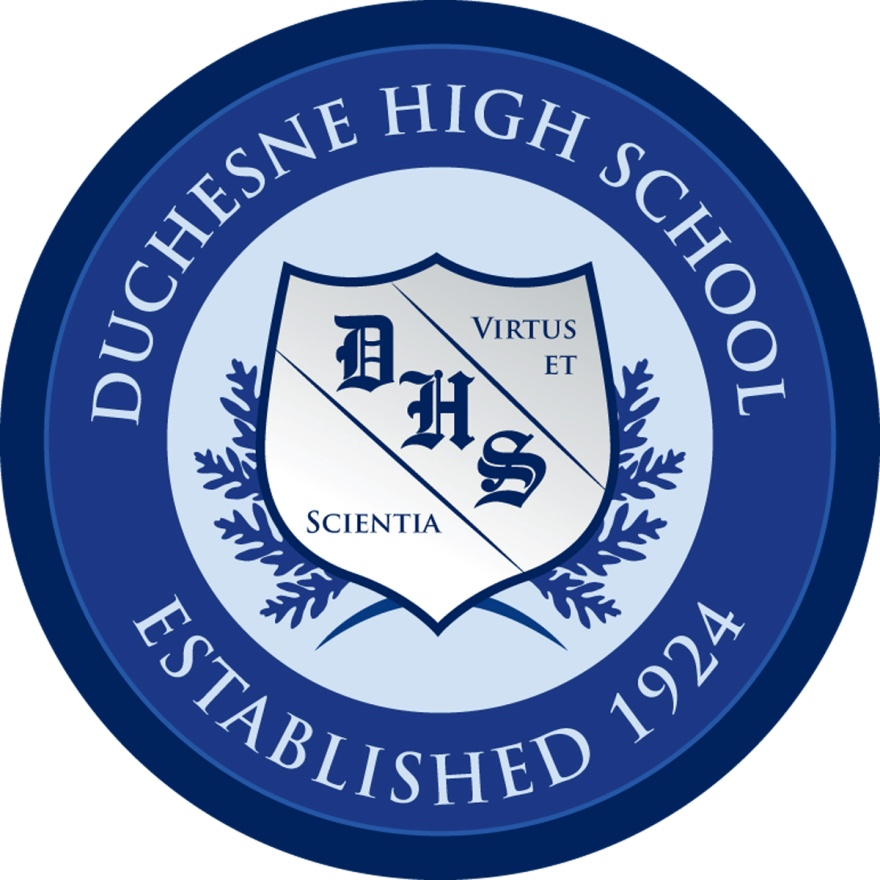 DUCHESNE HIGH SCHOOL
DHS
VIRTUS
ET
SCIENTIA
ESTABLISHED 1924